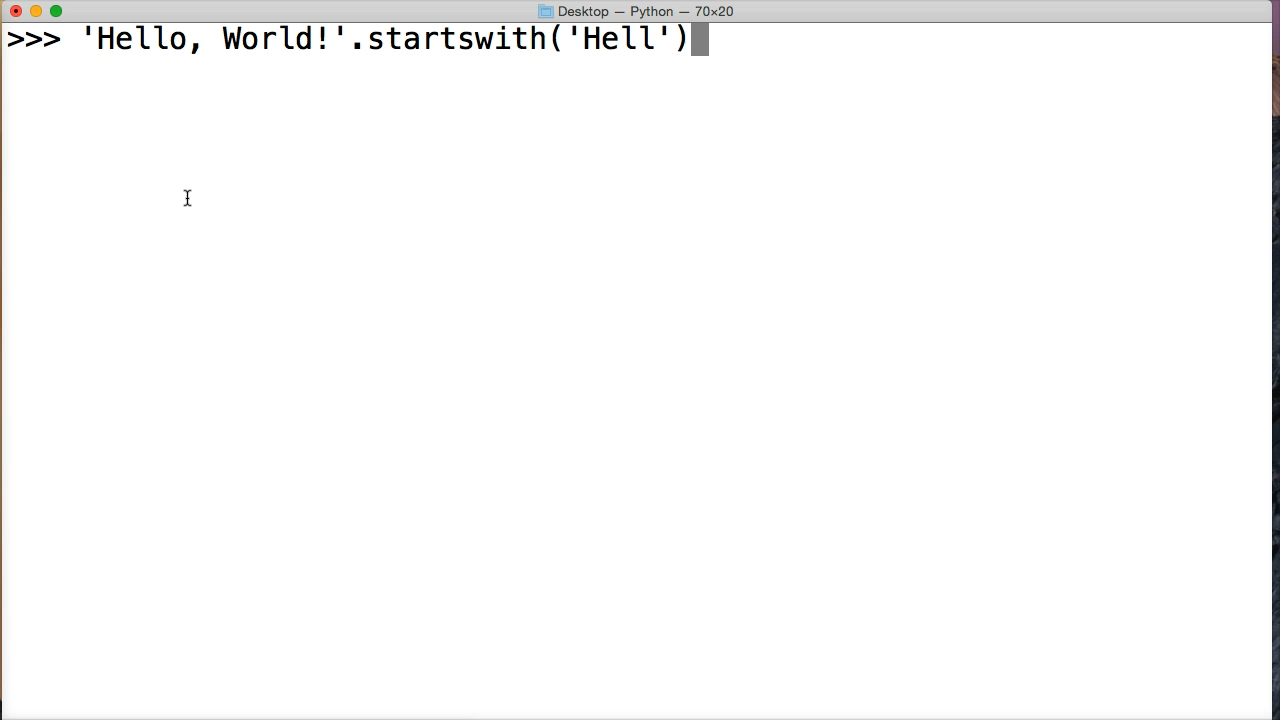 Desktop — Python — 70×20
>>> 'Hello, World!'.startswith('Hell')